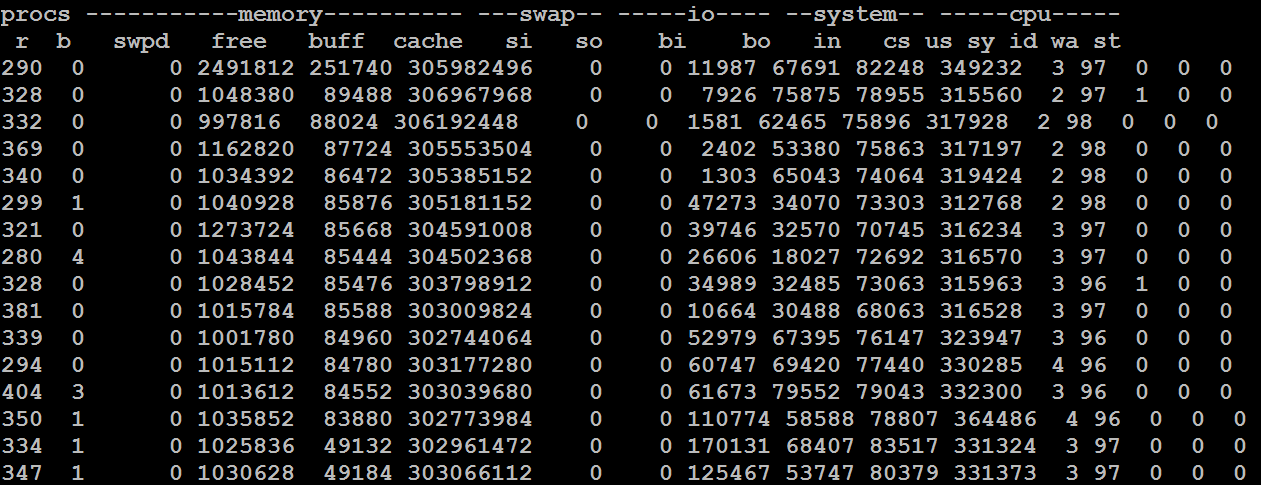 procs -----------memory---------- ---swap-- -----io---- --system-- -----cpu-----
 r  b   swpd   free   buff  cache   si   so    bi    bo   in   cs us sy id wa st
290  0      0 2491812 251740 305982496    0    0 11987 67691 82248 349232  3 97  0  0  0
328  0      0 1048380  89488 306967968    0    0  7926 75875 78955 315560  2 97  1  0  0
332  0      0 997816  88024 306192448    0    0  1581 62465 75896 317928  2 98  0  0  0
369  0      0 1162820  87724 305553504    0    0  2402 53380 75863 317197  2 98  0  0  0
340  0      0 1034392  86472 305385152    0    0  1303 65043 74064 319424  2 98  0  0  0
299  1      0 1040928  85876 305181152    0    0 47273 34070 73303 312768  2 98  0  0  0
321  0      0 1273724  85668 304591008    0    0 39746 32570 70745 316234  3 97  0  0  0
280  4      0 1043844  85444 304502368    0    0 26606 18027 72692 316570  3 97  0  0  0
328  0      0 1028452  85476 303798912    0    0 34989 32485 73063 315963  3 96  1  0  0
381  0      0 1015784  85588 303009824    0    0 10664 30488 68063 316528  3 97  0  0  0
339  0      0 1001780  84960 302744064    0    0 52979 67395 76147 323947  3 96  0  0  0
294  0      0 1015112  84780 303177280    0    0 60747 69420 77440 330285  4 96  0  0  0
404  3      0 1013612  84552 303039680    0    0 61673 79552 79043 332300  3 96  0  0  0
350  1      0 1035852  83880 302773984    0    0 110774 58588 78807 364486  4 96  0  0  0
334  1      0 1025836  49132 302961472    0    0 170131 68407 83517 331324  3 97  0  0  0
347  1      0 1030628  49184 303066112    0    0 125467 53747 80379 331373  3 97  0  0  0